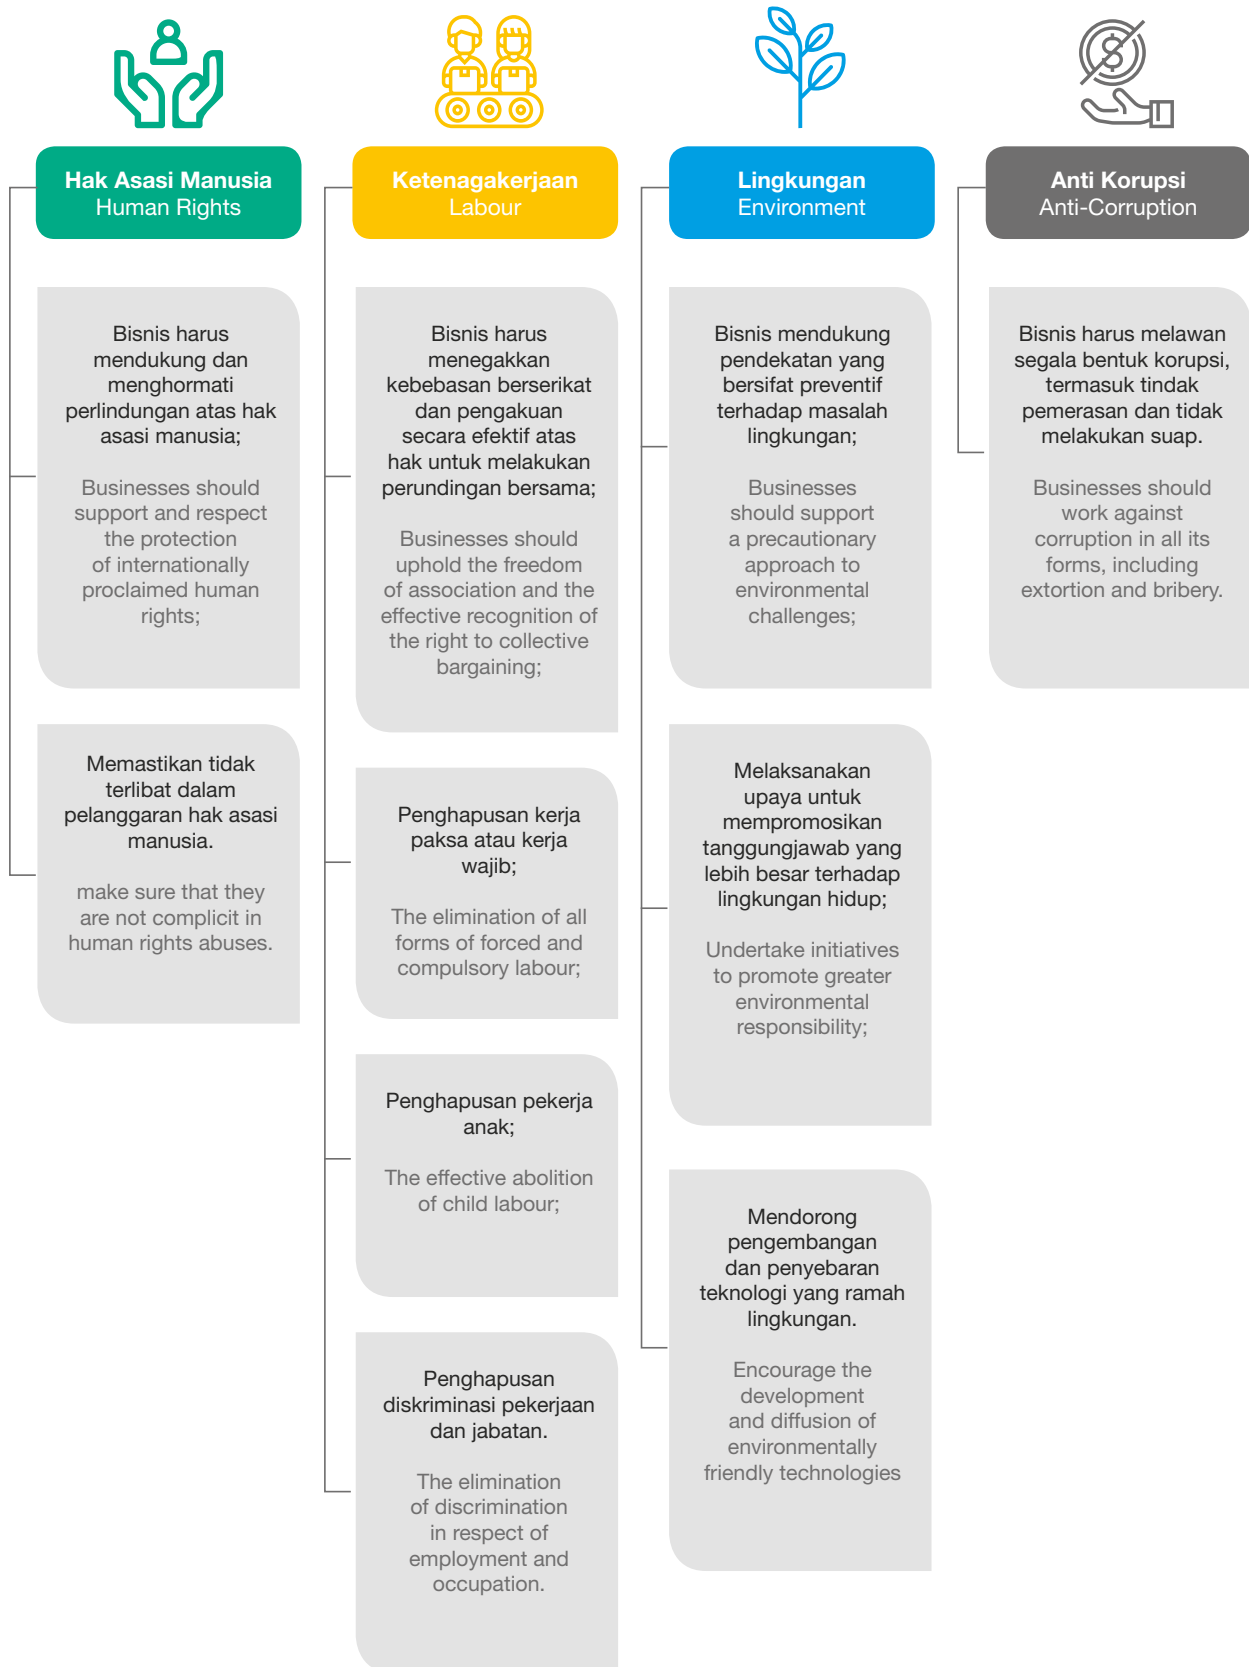 Hak Asasi Manusia
Human Rights
Bisnis harus
mendukung dan
menghormati
perlindungan atas hak
asasi manusia;
Businesses should
support and respect
the protection
of internationally
proclaimed human
rights;
Memastikan tidak
terlibat dalam
pelanggaran hak asasi
manusia.
make sure that they
are not complicit in
human rights abuses.
Ketenagakerjaan
Labour
Bisnis harus
menegakkan
kebebasan berserikat
dan pengakuan
secara efektif atas
hak untuk melakukan
perundingan bersama;
Businesses should
uphold the freedom
of association and the
effective recognition of
the right to collective
bargaining;
Penghapusan kerja
paksa atau kerja
wajib;
The elimination of all
forms of forced and
compulsory labour;
Penghapusan pekerja
anak;
The effective abolition
of child labour;
Penghapusan
diskriminasi pekerjaan
dan jabatan.
The elimination
of discrimination
in respect of
employment and
occupation.
Lingkungan
Environment
Bisnis mendukung
pendekatan yang
bersifat preventif
terhadap masalah
lingkungan;
Businesses
should support
a precautionary
approach to
environmental
challenges;
Melaksanakan
upaya untuk
mempromosikan
tanggungjawab yang
lebih besar terhadap
lingkungan hidup;
Undertake initiatives
to promote greater
environmental
responsibility;
Mendorong
pengembangan
dan penyebaran
teknologi yang ramah
lingkungan.
Encourage the
development
and diffusion of
environmentally
friendly technologies
Anti Korupsi
Anti-Corruption
Bisnis harus melawan
segala bentuk korupsi,
termasuk tindak
pemerasan dan tidak
melakukan suap.
Businesses should
work against
corruption in all its
forms, including
extortion and bribery.